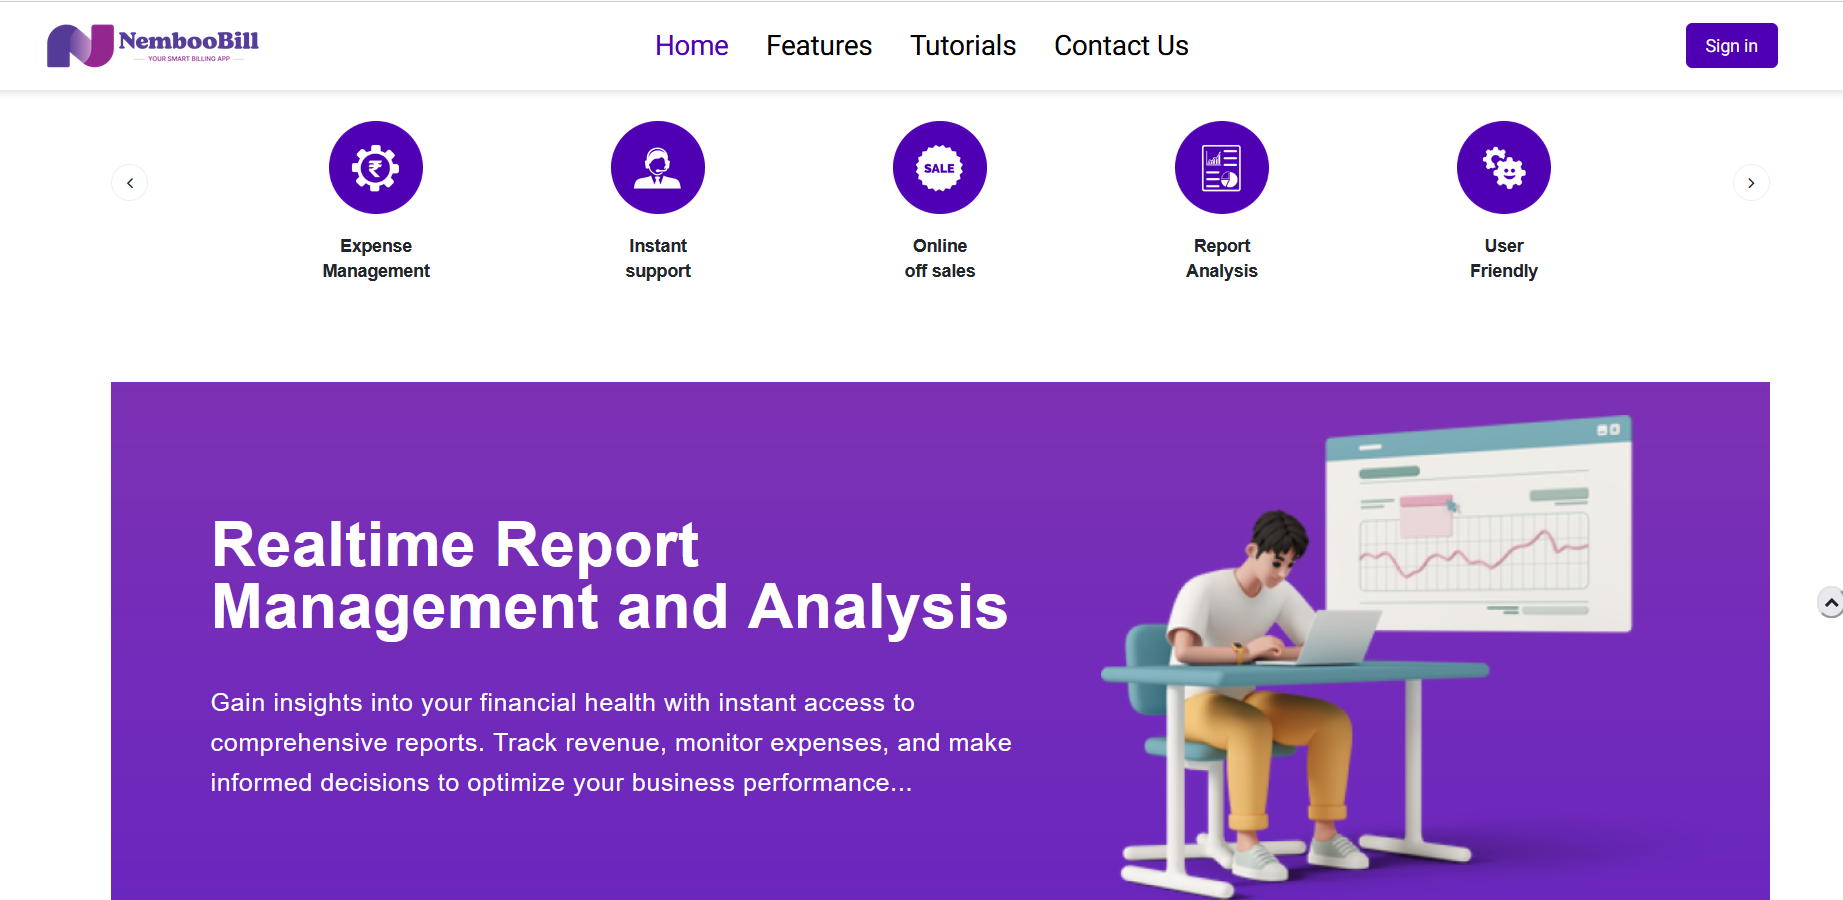 NembooBill
YOUR SMART BILLING APP
Home Features Tutorials Contact Us
Sign in
₹
SALE
Expense
Management
Instant
support
Online
off sales
Report
Analysis
User
Friendly
Realtime Report
Management and Analysis
Gain insights into your financial health with instant access to
comprehensive reports. Track revenue, monitor expenses, and make
informed decisions to optimize your business performance...